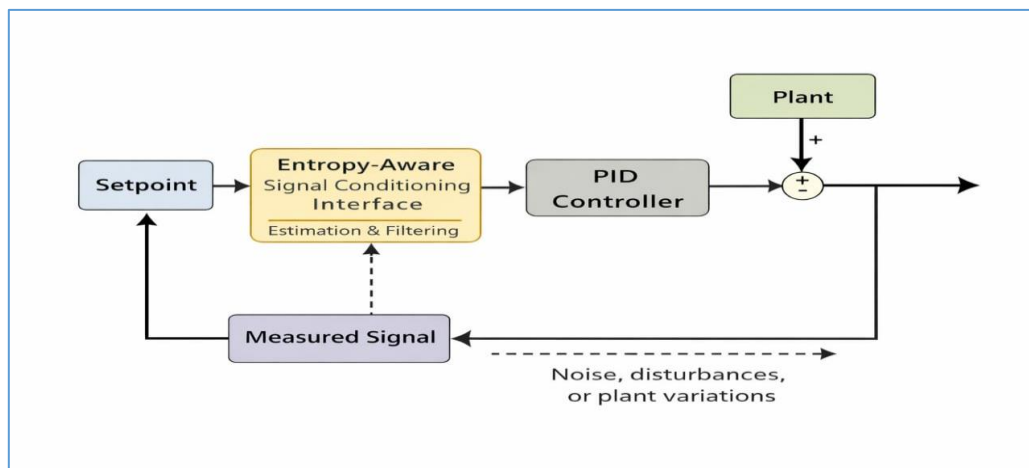 Plant
+
Setpoint
Entropy-Aware
Signal Conditioning
Interface
Estimation & Filtering
PID
Controller
+
-
Measured Signal
Noise, disturbances,
or plant variations